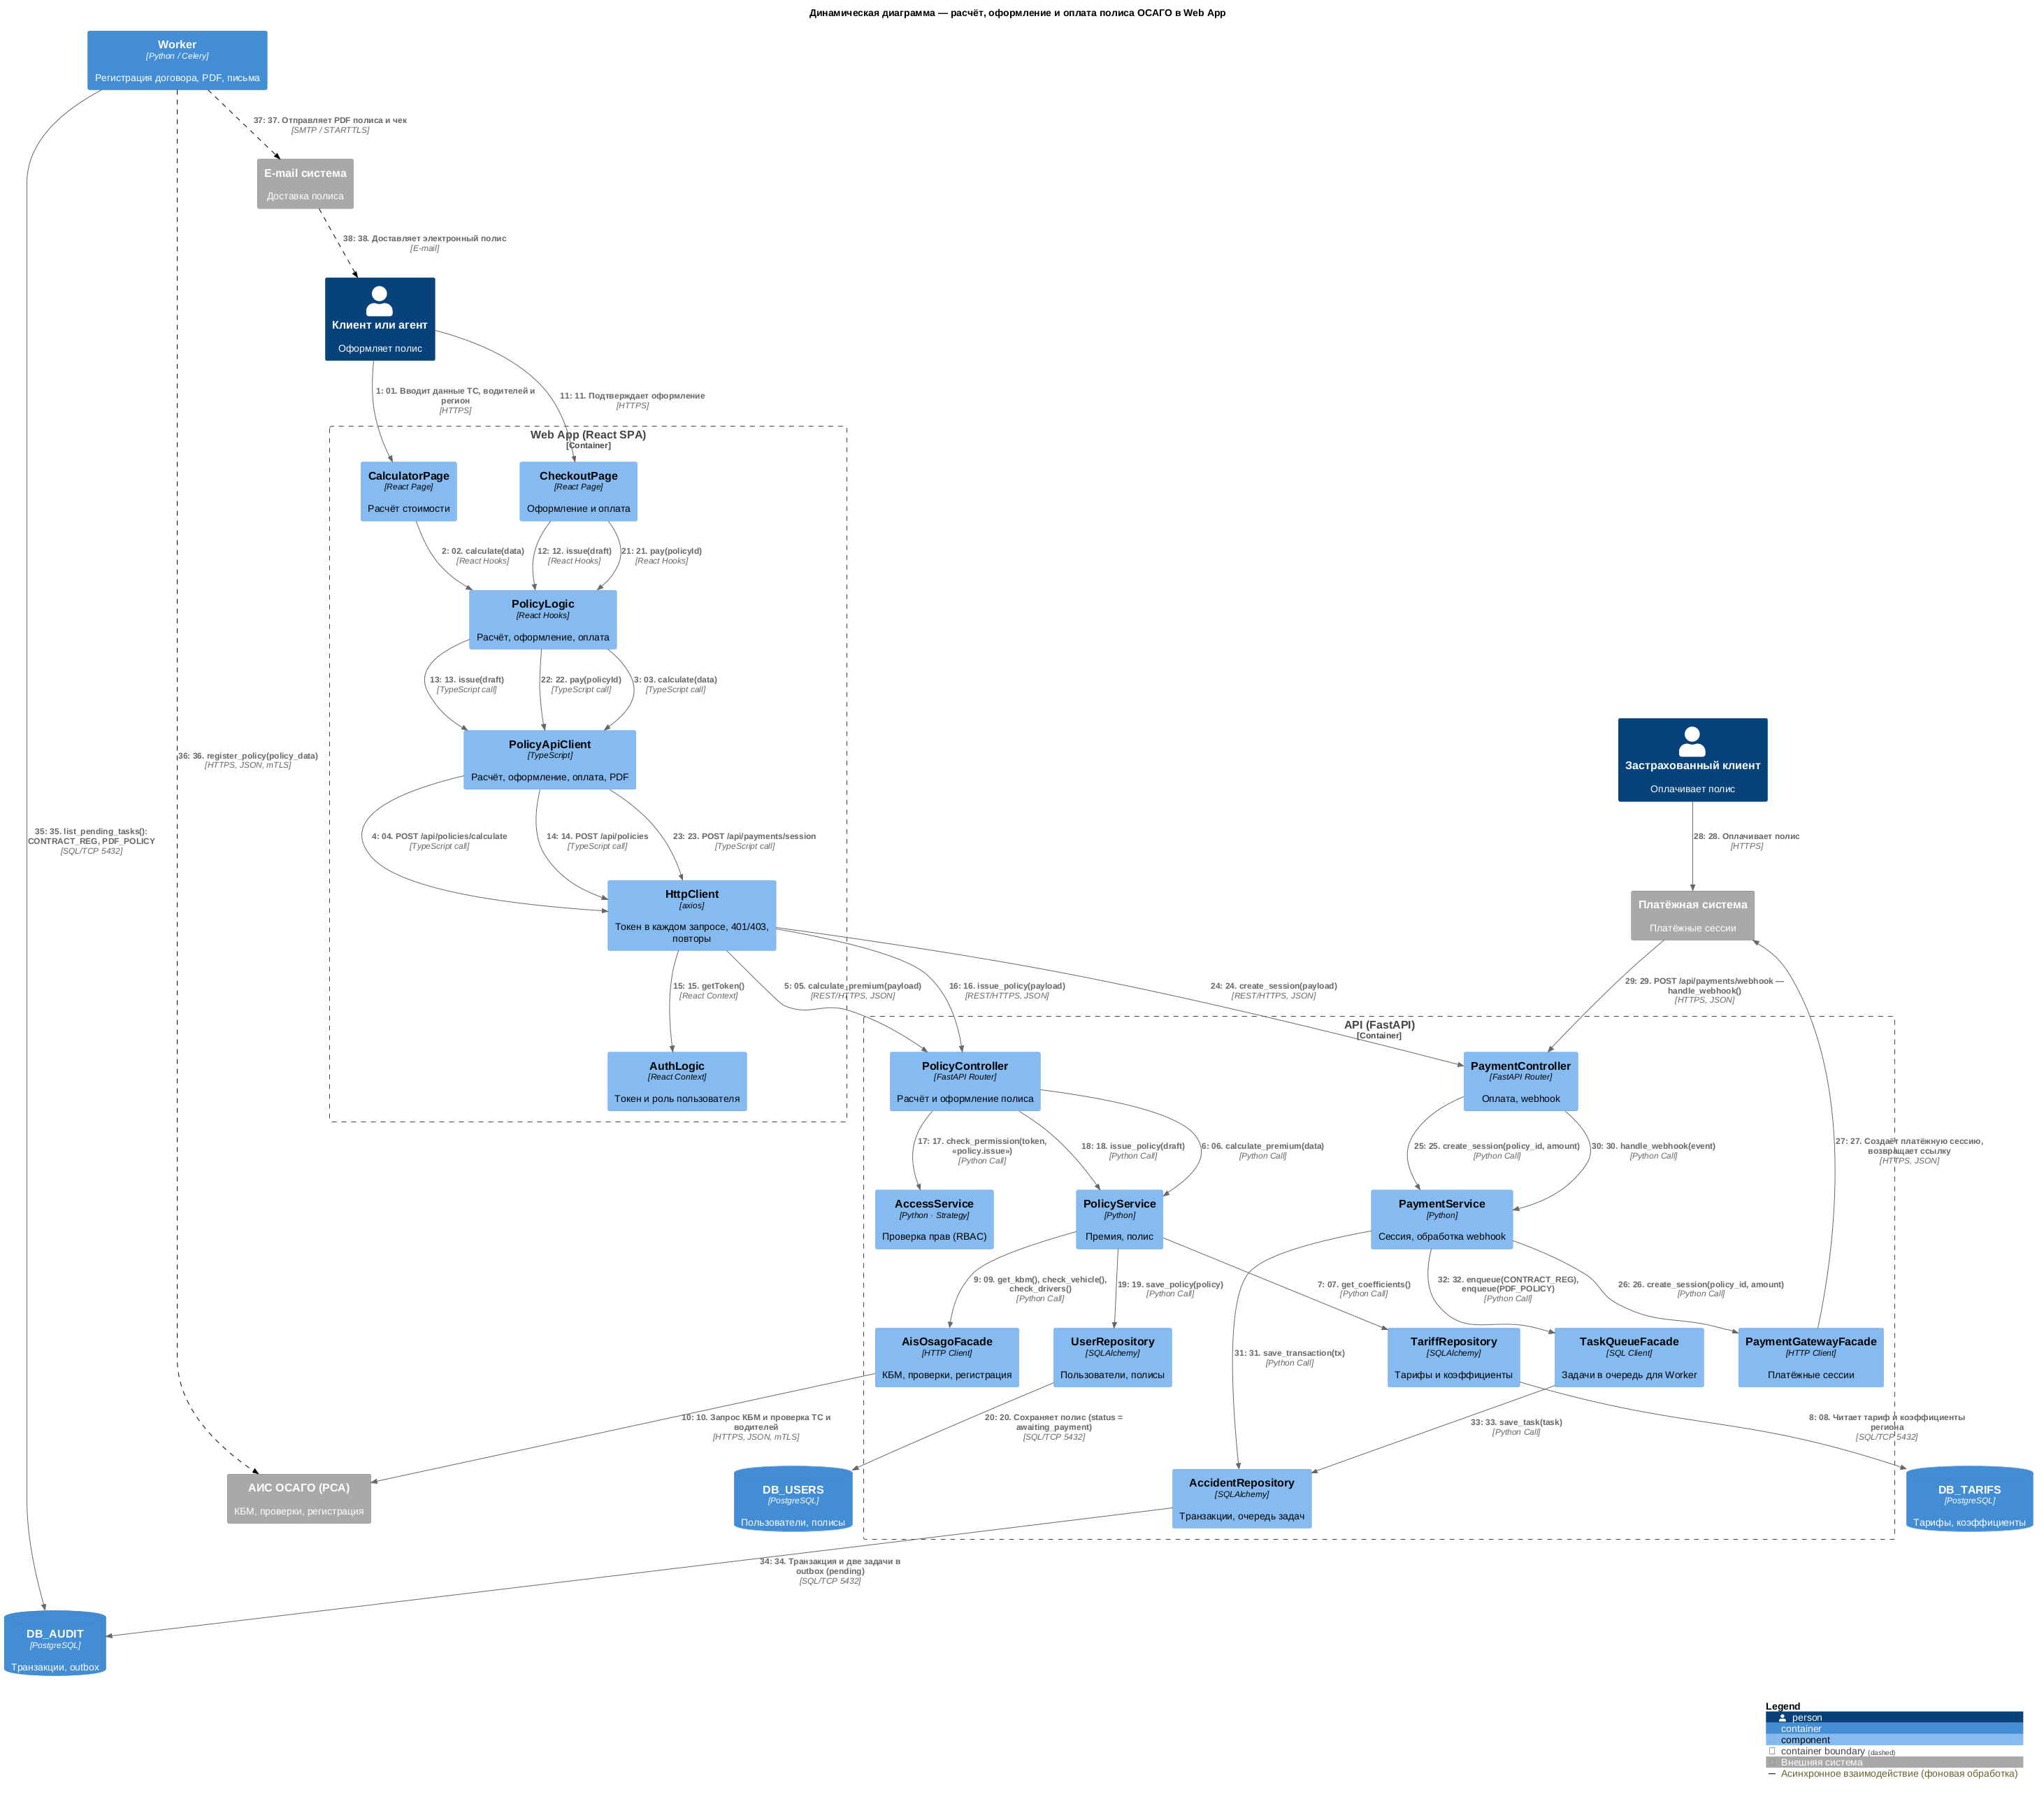 Динамическая диаграмма — расчёт, оформление и оплата полиса ОСАГО в Web App
Worker
[Python / Celery]
Регистрация договора, PDF, письма
37: 37. Отправляет PDF полиса и чек
[SMTP / STARTTLS]
E-mail система
Доставка полиса
38: 38. Доставляет электронный полис
[E-mail]
Клиент или агент
Оформляет полис
1: 01. Вводит данные ТС, водителей и
регион
[HTTPS]
11: 11. Подтверждает оформление
[HTTPS]
Web App (React SPA)
[Container]
CalculatorPage
[React Page]
Расчёт стоимости
CheckoutPage
[React Page]
Оформление и оплата
2: 02. calculate(data)
[React Hooks]
12: 12. issue(draft)
[React Hooks]
21: 21. pay(policyId)
[React Hooks]
PolicyLogic
[React Hooks]
Расчёт, оформление, оплата
13: 13. issue(draft)
[TypeScript call]
22: 22. pay(policyId)
[TypeScript call]
3: 03. calculate(data)
[TypeScript call]
PolicyApiClient
[TypeScript]
Расчёт, оформление, оплата, PDF
36: 36. register_policy(policy_data)
[HTTPS, JSON, mTLS]
Застрахованный клиент
Оплачивает полис
35: 35. list_pending_tasks():
CONTRACT_REG, PDF_POLICY
[SQL/TCP 5432]
4: 04. POST /api/policies/calculate
[TypeScript call]
14: 14. POST /api/policies
[TypeScript call]
23: 23. POST /api/payments/session
[TypeScript call]
28: 28. Оплачивает полис
[HTTPS]
HttpClient
[axios]
Токен в каждом запросе, 401/403,
повторы
Платёжная система
Платёжные сессии
15: 15. getToken()
[React Context]
5: 05. calculate_premium(payload)
[REST/HTTPS, JSON]
16: 16. issue_policy(payload)
[REST/HTTPS, JSON]
24: 24. create_session(payload)
[REST/HTTPS, JSON]
29: 29. POST /api/payments/webhook —
handle_webhook()
[HTTPS, JSON]
API (FastAPI)
[Container]
AuthLogic
[React Context]
Токен и роль пользователя
PolicyController
[FastAPI Router]
Расчёт и оформление полиса
PaymentController
[FastAPI Router]
Оплата, webhook
17: 17. check_permission(token,
«policy.issue»)
[Python Call]
18: 18. issue_policy(draft)
[Python Call]
6: 06. calculate_premium(data)
[Python Call]
25: 25. create_session(policy_id, amount)
[Python Call]
30: 30. handle_webhook(event)
[Python Call]
27: 27. Создаёт платёжную сессию,
возвращает ссылку
[HTTPS, JSON]
AccessService
[Python - Strategy]
Проверка прав (RBAC)
PolicyService
[Python]
Премия, полис
PaymentService
[Python]
Сессия, обработка webhook
9: 09. get_kbm(), check_vehicle(),
check_drivers()
[Python Call]
19: 19. save_policy(policy)
[Python Call]
7: 07. get_coefficients()
[Python Call]
32: 32. enqueue(CONTRACT_REG),
enqueue(PDF_POLICY)
[Python Call]
26: 26. create_session(policy_id, amount)
[Python Call]
AisOsagoFacade
[HTTP Client]
КБМ, проверки, регистрация
UserRepository
[SQLAlchemy]
Пользователи, полисы
31: 31. save_transaction(tx)
[Python Call]
TariffRepository
[SQLAlchemy]
Тарифы и коэффициенты
TaskQueueFacade
[SQL Client]
Задачи в очередь для Worker
PaymentGatewayFacade
[HTTP Client]
Платёжные сессии
10: 10. Запрос КБМ и проверка ТС и
водителей
[HTTPS, JSON, mTLS]
20: 20. Сохраняет полис (status =
awaiting_payment)
[SQL/TCP 5432]
33: 33. save_task(task)
[Python Call]
8: 08. Читает тариф и коэффициенты
региона
[SQL/TCP 5432]
АИС ОСАГО (РСА)
КБМ, проверки, регистрация
DB_USERS
[PostgreSQL]
Пользователи, полисы
AccidentRepository
[SQLAlchemy]
Транзакции, очередь задач
DB_TARIFS
[PostgreSQL]
Тарифы, коэффициенты
34: 34. Транзакция и две задачи в
outbox (pending)
[SQL/TCP 5432]
DB_AUDIT
[PostgreSQL]
Транзакции, outbox
Legend
person
container
component
container boundary (dashed)
Внешняя система
Асинхронное взаимодействие (фоновая обработка)